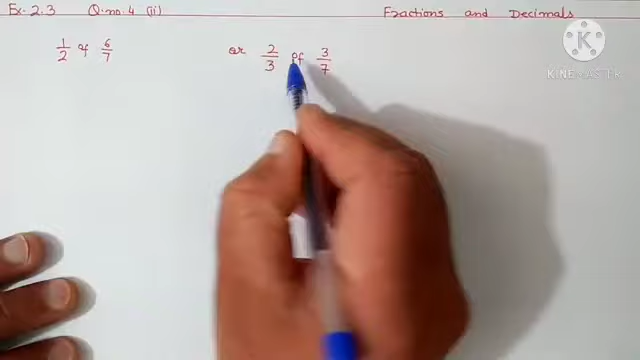 Ex-2.3 Q.no.4 (ii) Fractions and Decimals
1/2 of 6/7 or 2/3 of 3/7
KINEMASTER